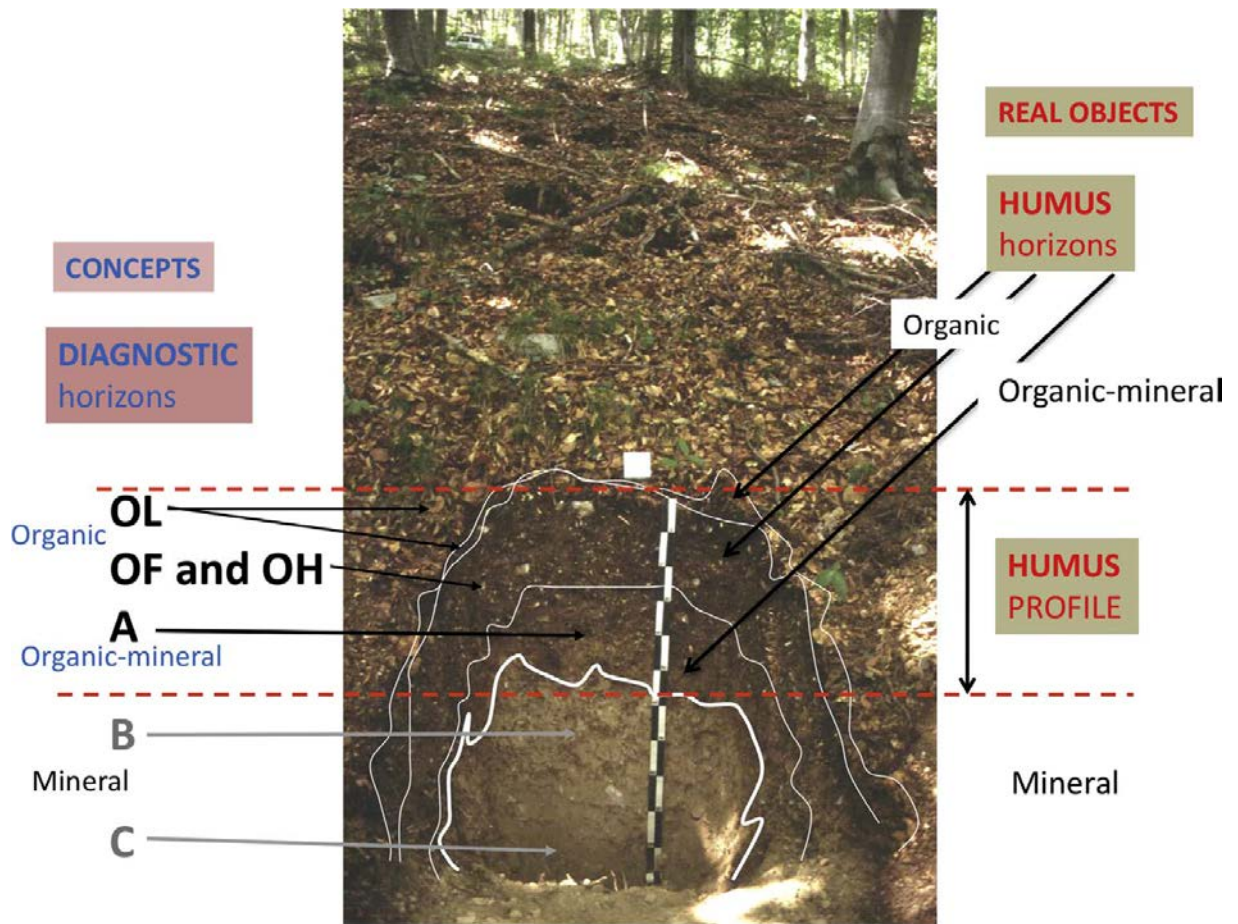 REAL OBJECTS
HUMUS
horizons
CONCEPTS
Organic
DIAGNOSTIC
horizons
Organic-mineral
OL
Organic
OF and OH
HUMUS
PROFILE
A
Organic-mineral
B
Mineral
Mineral
C